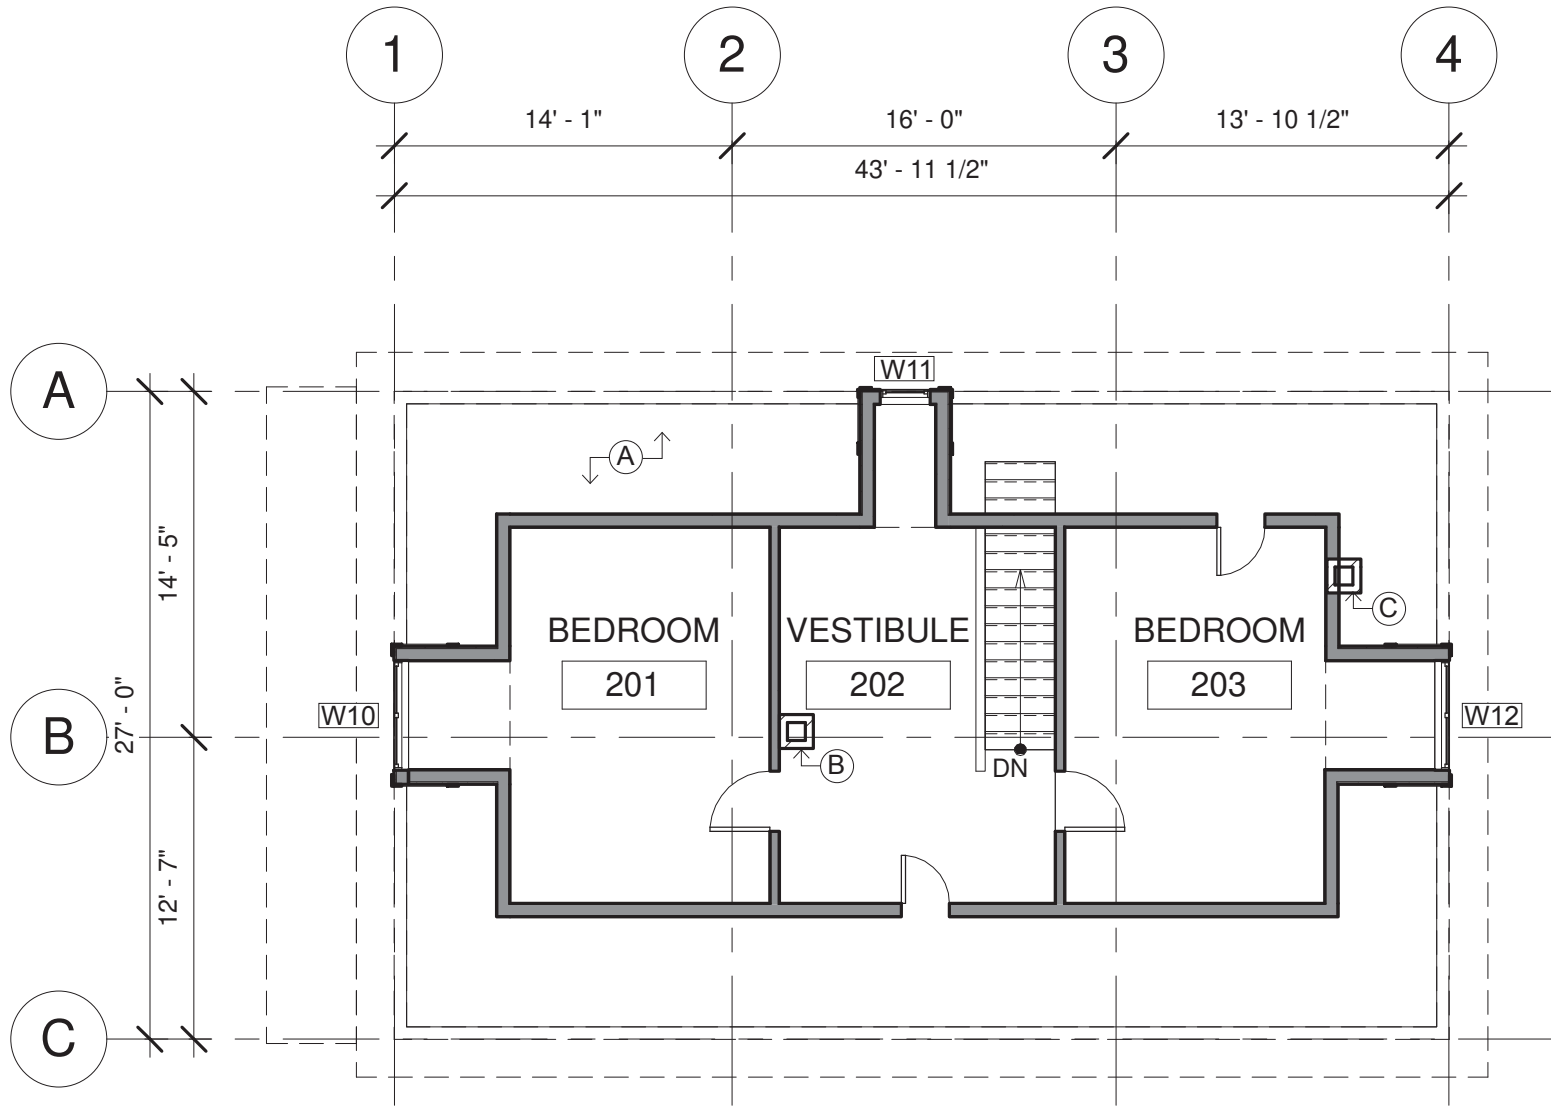 1 2 3 4
14' - 1" 16' - 0" 13' - 10 1/2"
43' - 11 1/2"
A
W11
A
14' - 5"
C
BEDROOM VESTIBULE BEDROOM
201 202 203
27' - 0"
W10 W12
B
B
DN
12' - 7"
C